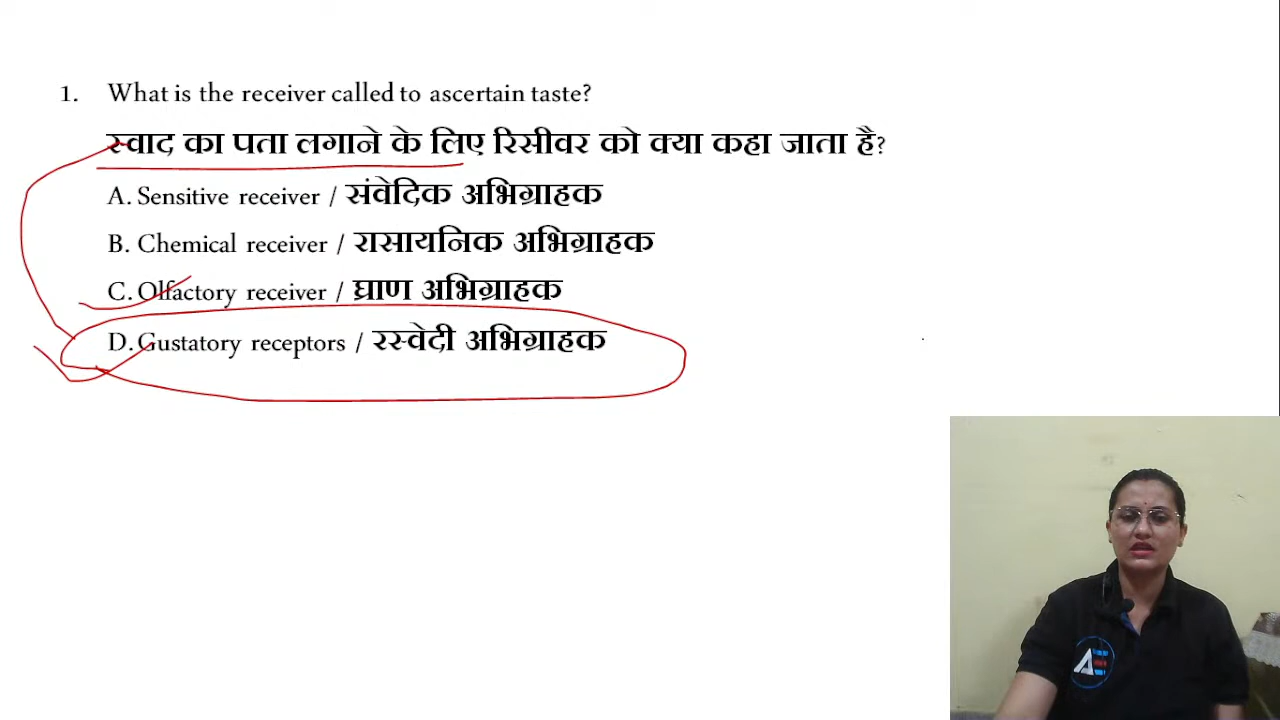 1. What is the receiver called to ascertain taste?
स्वाद का पता लगाने के लिए रिसीवर को क्या कहा जाता है?
A. Sensitive receiver / संवेदिक अभिग्राहक
B. Chemical receiver / रासायनिक अभिग्राहक
C. Olfactory receiver / घ्राण अभिग्राहक
D. Gustatory receptors / रस्वेदी अभिग्राहक
AE